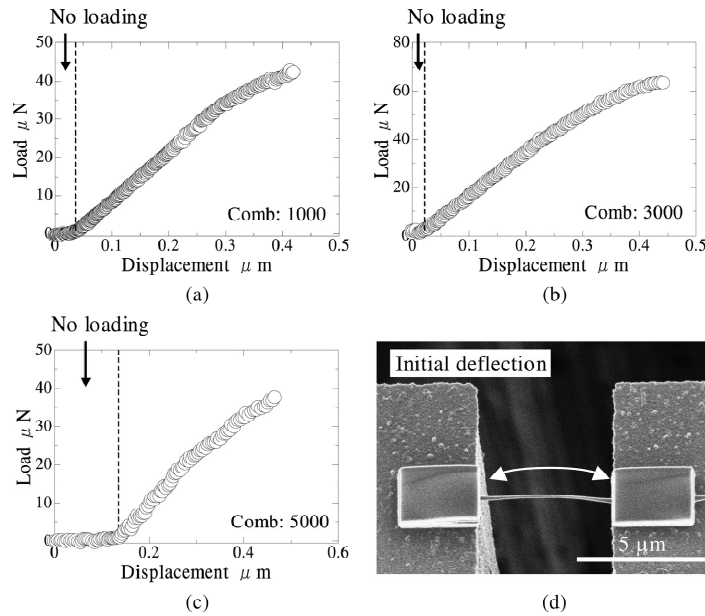 No loading
50
40
30
20
10
0
Load μ N
0 0.1 0.2 0.3 0.4 0.5
Displacement μ m
Comb: 1000
(a)
No loading
80
60
40
20
0
Load μ N
0 0.1 0.2 0.3 0.4 0.5
Displacement μ m
Comb: 3000
(b)
No loading
50
40
30
20
10
0
Load μ N
0 0.2 0.4 0.6
Displacement μ m
Comb: 5000
(c)
Initial deflection
5 μm
(d)